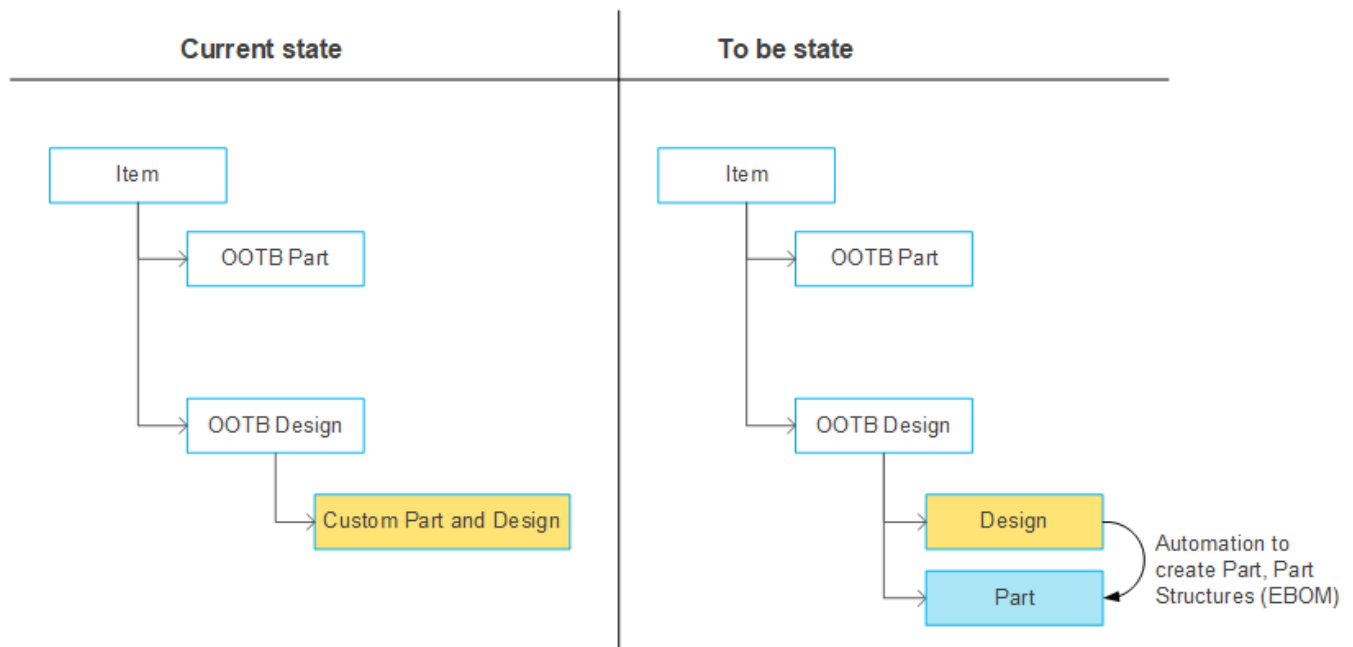 Current state
To be state
Item
OOTB Part
OOTB Design
Custom Part and Design
Item
OOTB Part
OOTB Design
Design
Part
Automation to
create Part, Part
Structures (EBOM)